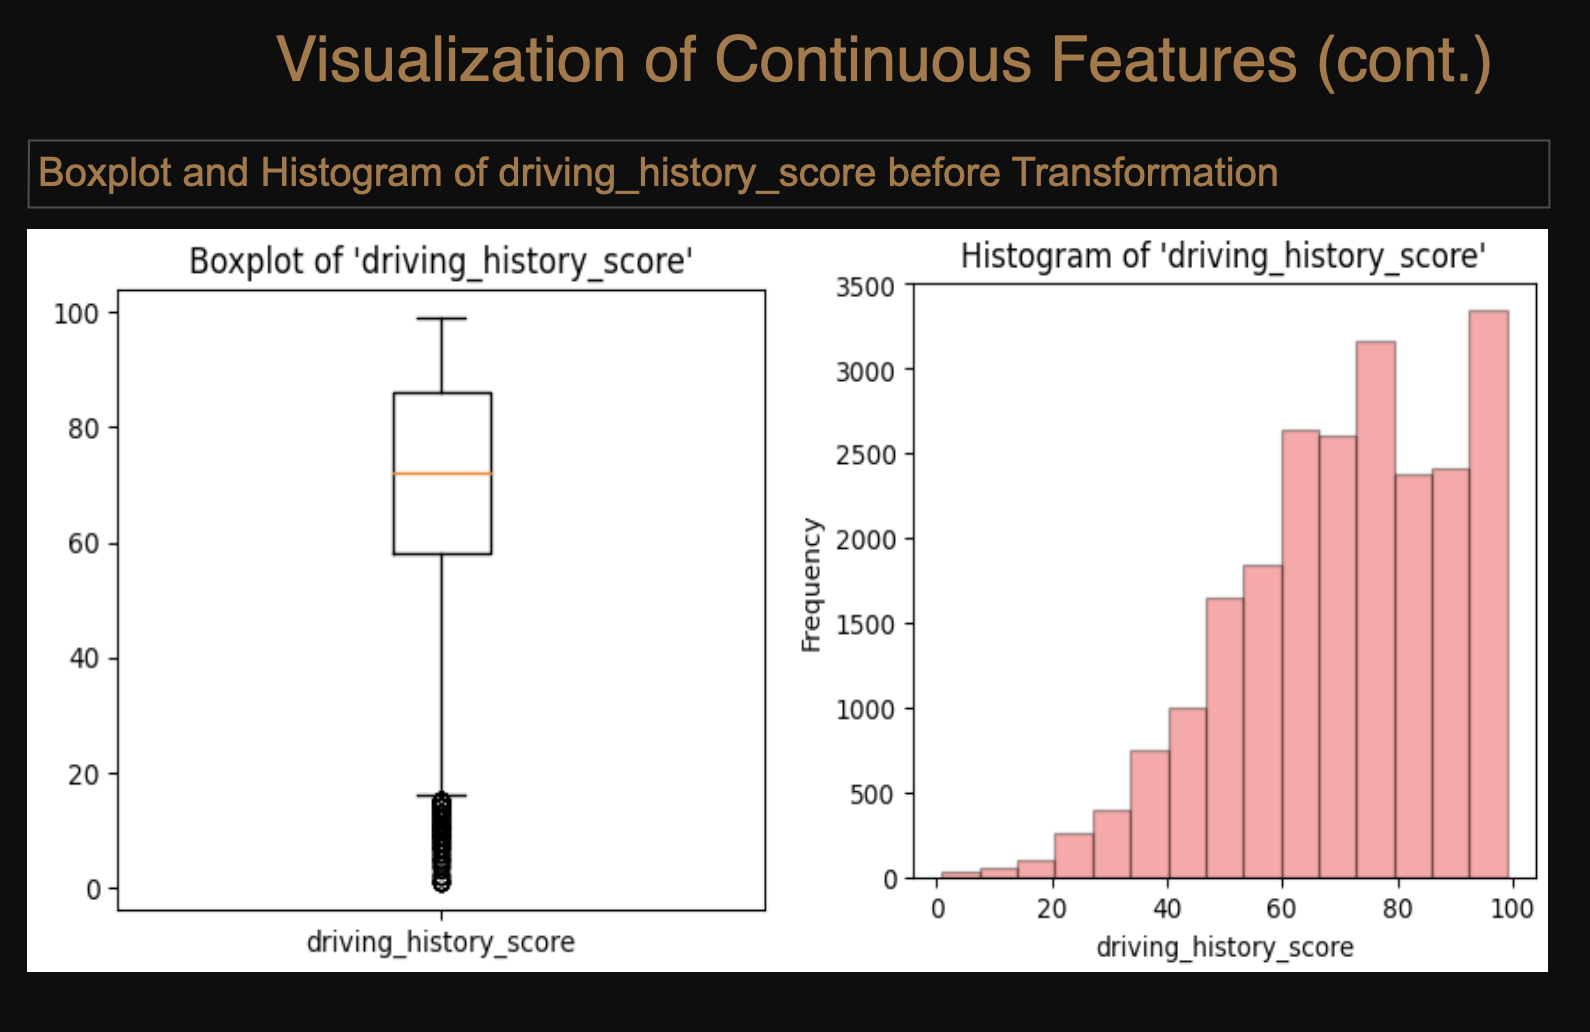 Visualization of Continuous Features (cont.)
Boxplot and Histogram of driving_history_score before Transformation
Boxplot of 'driving_history_score'
100
80
60
40
20
0
driving_history_score
Histogram of 'driving_history_score'
3500
3000
2500
2000
1500
1000
500
0
Frequency
0 20 40 60 80 100
driving_history_score